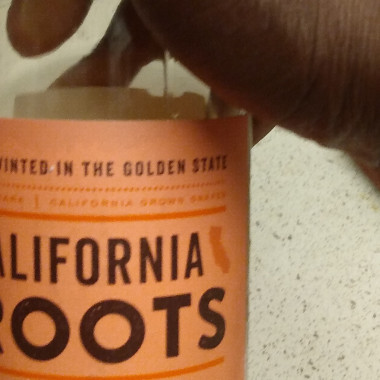 VINTED IN THE GOLDEN STATE
CALIFORNIA GROWN GRAPES
ALIFORNIA
ROOTS